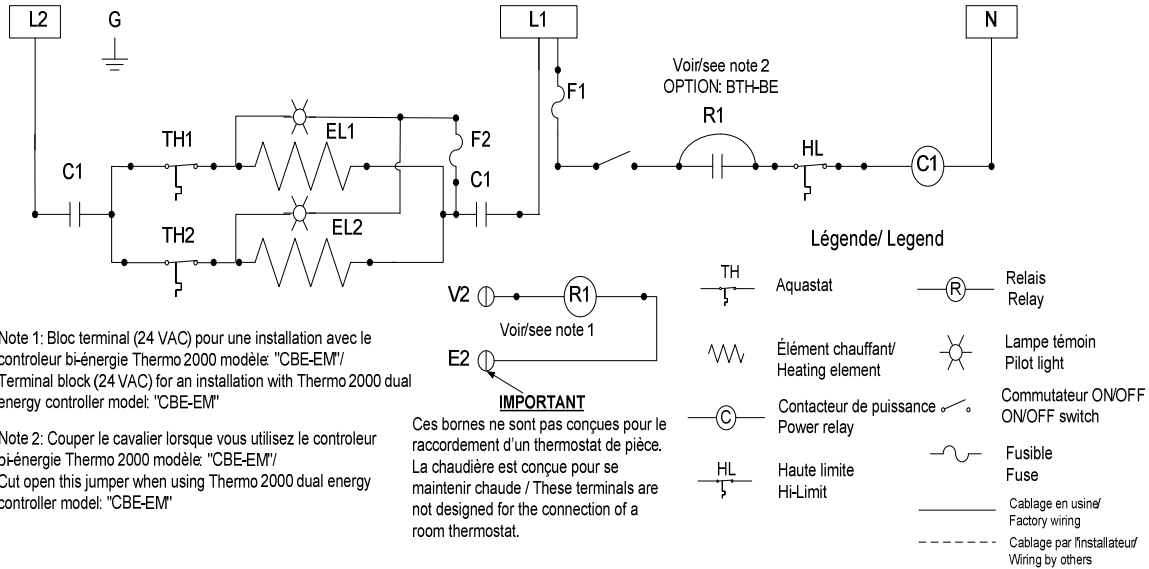 L2
G
L1
N
Voir/see note 2
OPTION: BTH-BE
F1
R1
HL
C1
TH1
EL1
F2
C1
C1
TH2
EL2
V2
R1
Voir/see note 1
E2
IMPORTANT
Ces bornes ne sont pas conçues pour le
raccordement d'un thermostat de pièce.
La chaudière est conçue pour se
maintenir chaude / These terminals are
not designed for the connection of a
room thermostat.
Note 1: Bloc terminal (24 VAC) pour une installation avec le
controleur bi-énergie Thermo 2000 modèle: "CBE-EM"/
Terminal block (24 VAC) for an installation with Thermo 2000 dual
energy controller model: "CBE-EM"
Note 2: Couper le cavalier lorsque vous utilisez le controleur
bi-énergie Thermo 2000 modèle: "CBE-EM"/
Cut open this jumper when using Thermo 2000 dual energy
controller model: "CBE-EM"
Légende/ Legend
TH
Aquastat
Élément chauffant/
Heating element
C
Contacteur de puissance
Power relay
HL
Haute limite
Hi-Limit
R
Relais
Relay
Lampe témoin
Pilot light
Commutateur ON/OFF
ON/OFF switch
Fusible
Fuse
Cablage en usine/
Factory wiring
Cablage par l'installateur/
Wiring by others